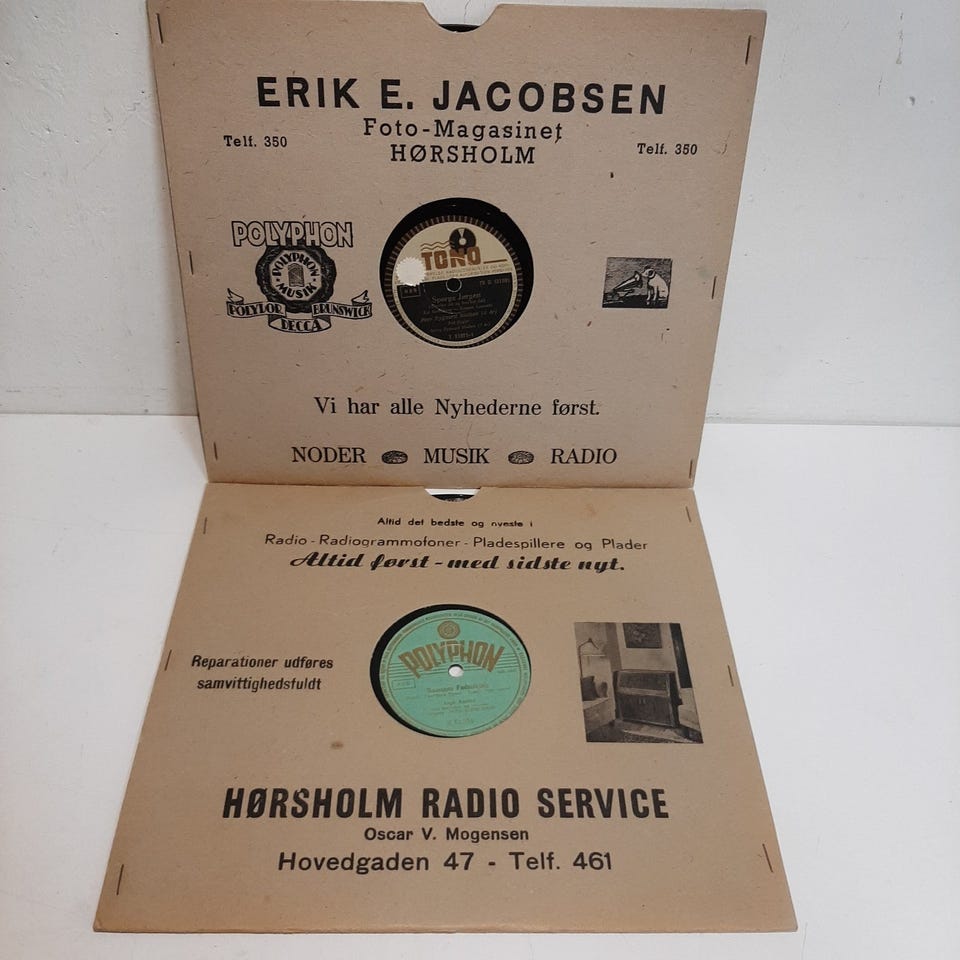 ERIK E. JACOBSEN
Foto-Magasinet
Telf. 350
HØRSHOLM
Telf. 350
POLYPHON
POLYPHON
MUSIK
POLYDOR
BRUNSWICK
DECCA
TONO
Spørge Jørgen
Vi har alle Nyhederne først.
NODER MUSIK RADIO
Altid det bedste og nyeste i
Radio - Radiogrammofoner - Pladespillere og Plader
Altid først - med sidste nyt.
POLYPHON
Reparationer udføres
samvittighedsfuldt
HØRSHOLM RADIO SERVICE
Oscar V. Mogensen
Hovedgaden 47 - Telf. 461